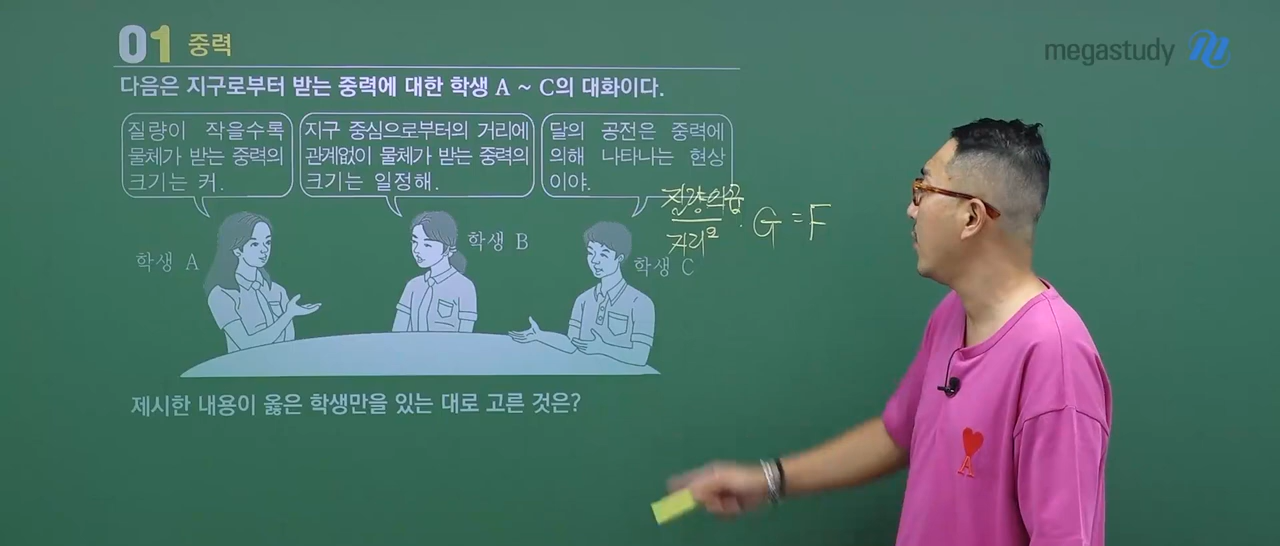 01 중력
megastudy
다음은 지구로부터 받는 중력에 대한 학생 A ~ C의 대화이다.
질량이 작을수록
물체가 받는 중력의
크기는 커.
지구 중심으로부터의 거리에
관계없이 물체가 받는 중력의
크기는 일정해.
달의 공전은 중력에
의해 나타나는 현상
이야.
학생 A
학생 B
학생 C
질량의곱
거리²
· G = F
제시한 내용이 옳은 학생만을 있는 대로 고른 것은?
A